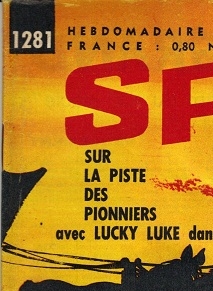 1281
HEBDOMADAIRE
FRANCE : 0,80 N
SP
SUR
LA PISTE
DES
PIONNIERS
avec LUCKY LUKE dan